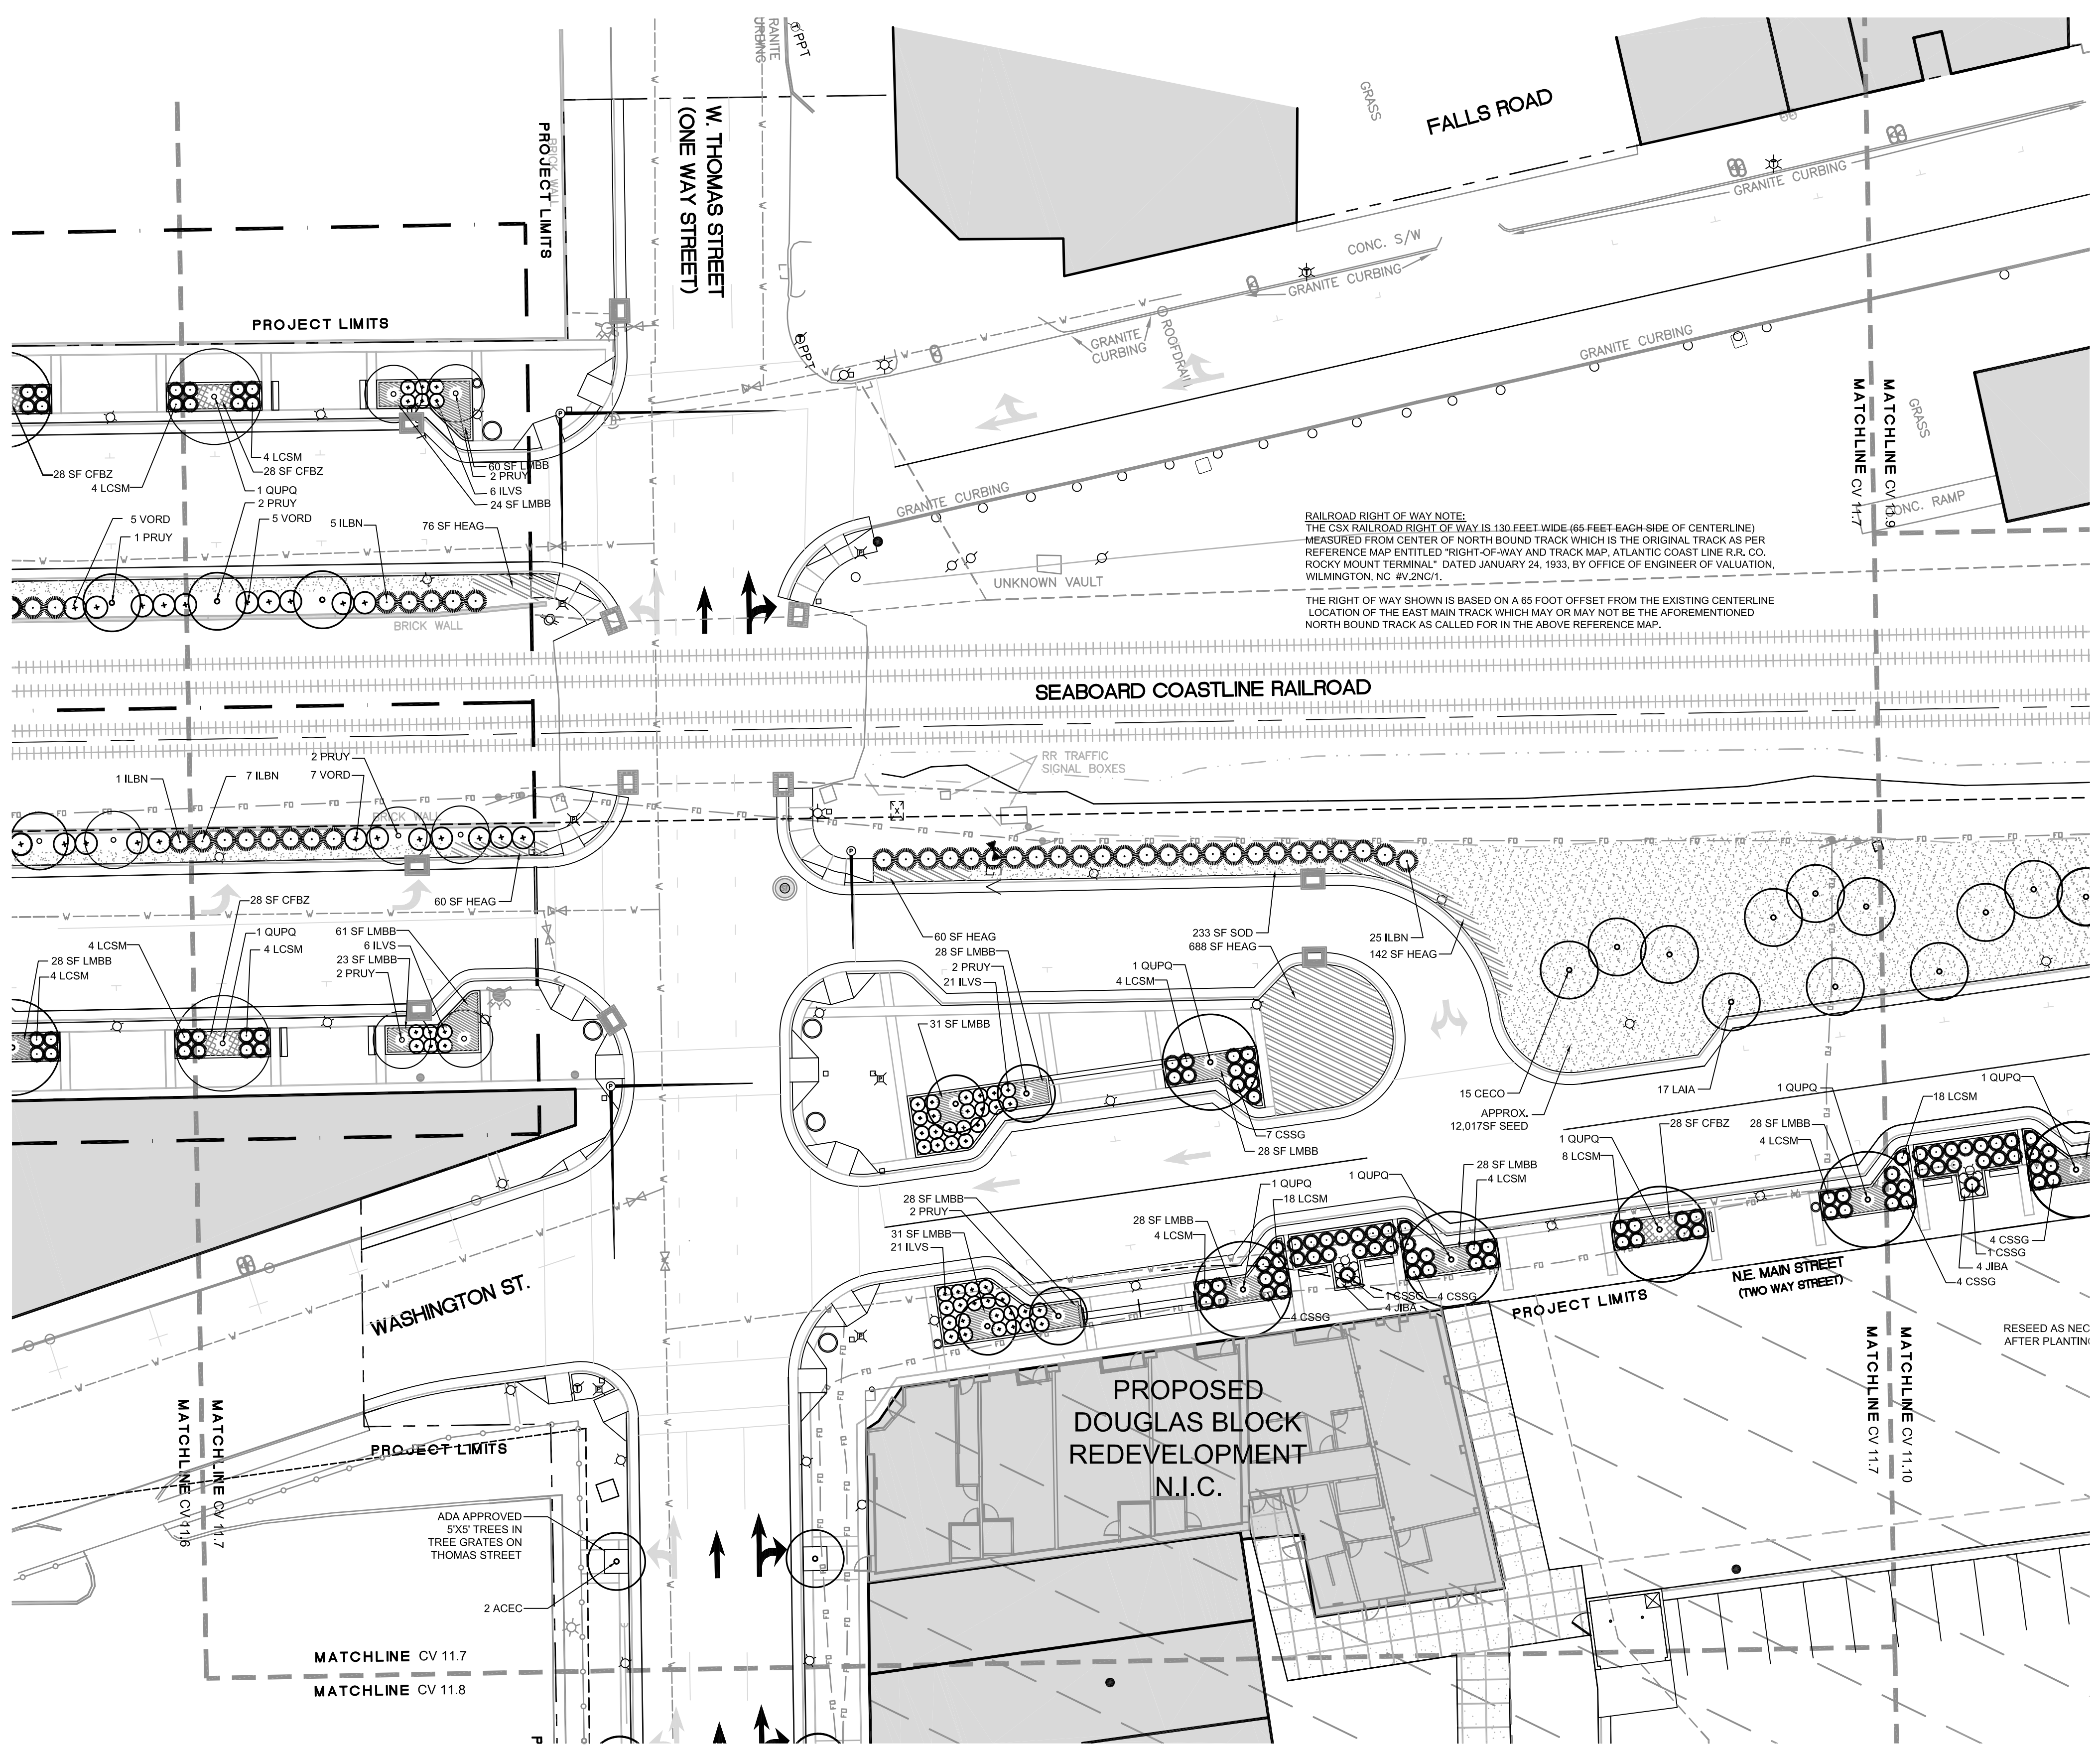 RANITE
URBING
PPT
W. THOMAS STREET
(ONE WAY STREET)
PROJECT LIMITS
BRICK WALL
GRASS
FALLS ROAD
GRANITE CURBING
CONC. S/W
GRANITE CURBING
PROJECT LIMITS
PPT
GRANITE
CURBING
ROOFDRAIL
GRANITE CURBING
MATCHLINE CV 11.7
MATCHLINE CV 10.9
GRASS
CONC. RAMP
4 LCSM
28 SF CFBZ
28 SF CFBZ
4 LCSM
1 QUPQ
2 PRUY
60 SF LMBB
2 PRUY
6 ILVS
24 SF LMBB
5 VORD
1 PRUY
5 VORD
5 ILBN
76 SF HEAG
GRANITE CURBING
UNKNOWN VAULT
BRICK WALL
RAILROAD RIGHT OF WAY NOTE:
THE CSX RAILROAD RIGHT OF WAY IS 130 FEET WIDE (65 FEET EACH SIDE OF CENTERLINE)
MEASURED FROM CENTER OF NORTH BOUND TRACK WHICH IS THE ORIGINAL TRACK AS PER
REFERENCE MAP ENTITLED "RIGHT-OF-WAY AND TRACK MAP, ATLANTIC COAST LINE R.R. CO.
ROCKY MOUNT TERMINAL" DATED JANUARY 24, 1933, BY OFFICE OF ENGINEER OF VALUATION,
WILMINGTON, NC #V.2NC/1.
THE RIGHT OF WAY SHOWN IS BASED ON A 65 FOOT OFFSET FROM THE EXISTING CENTERLINE
LOCATION OF THE EAST MAIN TRACK WHICH MAY OR MAY NOT BE THE AFOREMENTIONED
NORTH BOUND TRACK AS CALLED FOR IN THE ABOVE REFERENCE MAP.
SEABOARD COASTLINE RAILROAD
RR TRAFFIC
SIGNAL BOXES
2 PRUY
1 ILBN
7 ILBN
7 VORD
BRICK WALL
60 SF HEAG
28 SF CFBZ
1 QUPQ
4 LCSM
4 LCSM
28 SF LMBB
4 LCSM
61 SF LMBB
6 ILVS
23 SF LMBB
2 PRUY
60 SF HEAG
28 SF LMBB
2 PRUY
21 ILVS
31 SF LMBB
1 QUPQ
4 LCSM
233 SF SOD
688 SF HEAG
25 ILBN
142 SF HEAG
7 CSSG
28 SF LMBB
15 CECO
APPROX.
12,017SF SEED
17 LAIA
1 QUPQ
28 SF CFBZ
8 LCSM
1 QUPQ
28 SF LMBB
4 LCSM
1 QUPQ
18 LCSM
4 CSSG
1 CSSG
4 JIBA
4 CSSG
28 SF LMBB
2 PRUY
31 SF LMBB
21 ILVS
28 SF LMBB
4 LCSM
1 QUPQ
18 LCSM
1 QUPQ
28 SF LMBB
4 LCSM
1 CSSG
4 CSSG
4 JIBA
4 CSSG
N.E. MAIN STREET
(TWO WAY STREET)
PROJECT LIMITS
RESEED AS NEC
AFTER PLANTIN
WASHINGTON ST.
MATCHLINE CV 11.7
MATCHLINE CV 11.10
PROPOSED
DOUGLAS BLOCK
REDEVELOPMENT
N.I.C.
PROJECT LIMITS
MATCHLINE CV 11.6
MATCHLINE CV 11.7
ADA APPROVED
5'X5' TREES IN
TREE GRATES ON
THOMAS STREET
2 ACEC
MATCHLINE CV 11.7
MATCHLINE CV 11.8